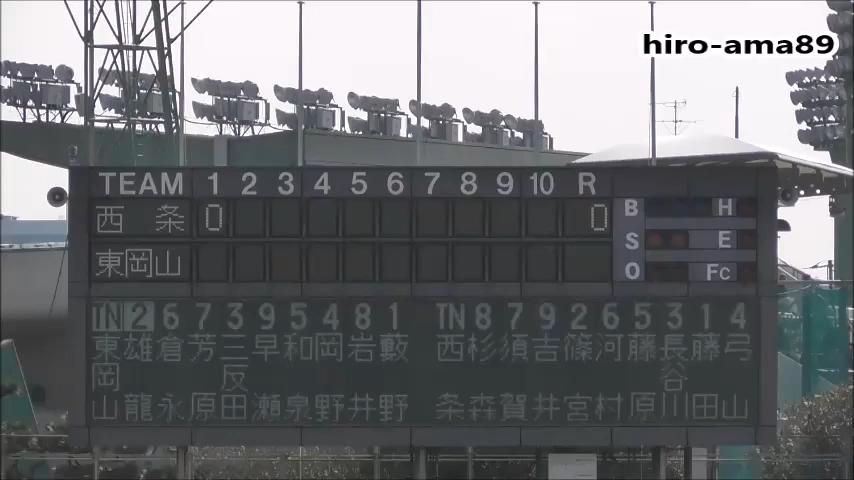 hiro-ama89
TEAM 1 2 3 4 5 6 7 8 9 10 R
西条 0 0
東岡山
B H
S E
O Fc
TN 2 6 7 3 9 5 4 8 1 TN 8 7 9 2 6 5 3 1 4
東岡山 雄龍 倉永 芳原 三反田 早瀬 和泉 岡野 岩井 藪野 西条 杉森 須賀 吉井 篠宮 河村 藤原 長谷川 藤田 弓山